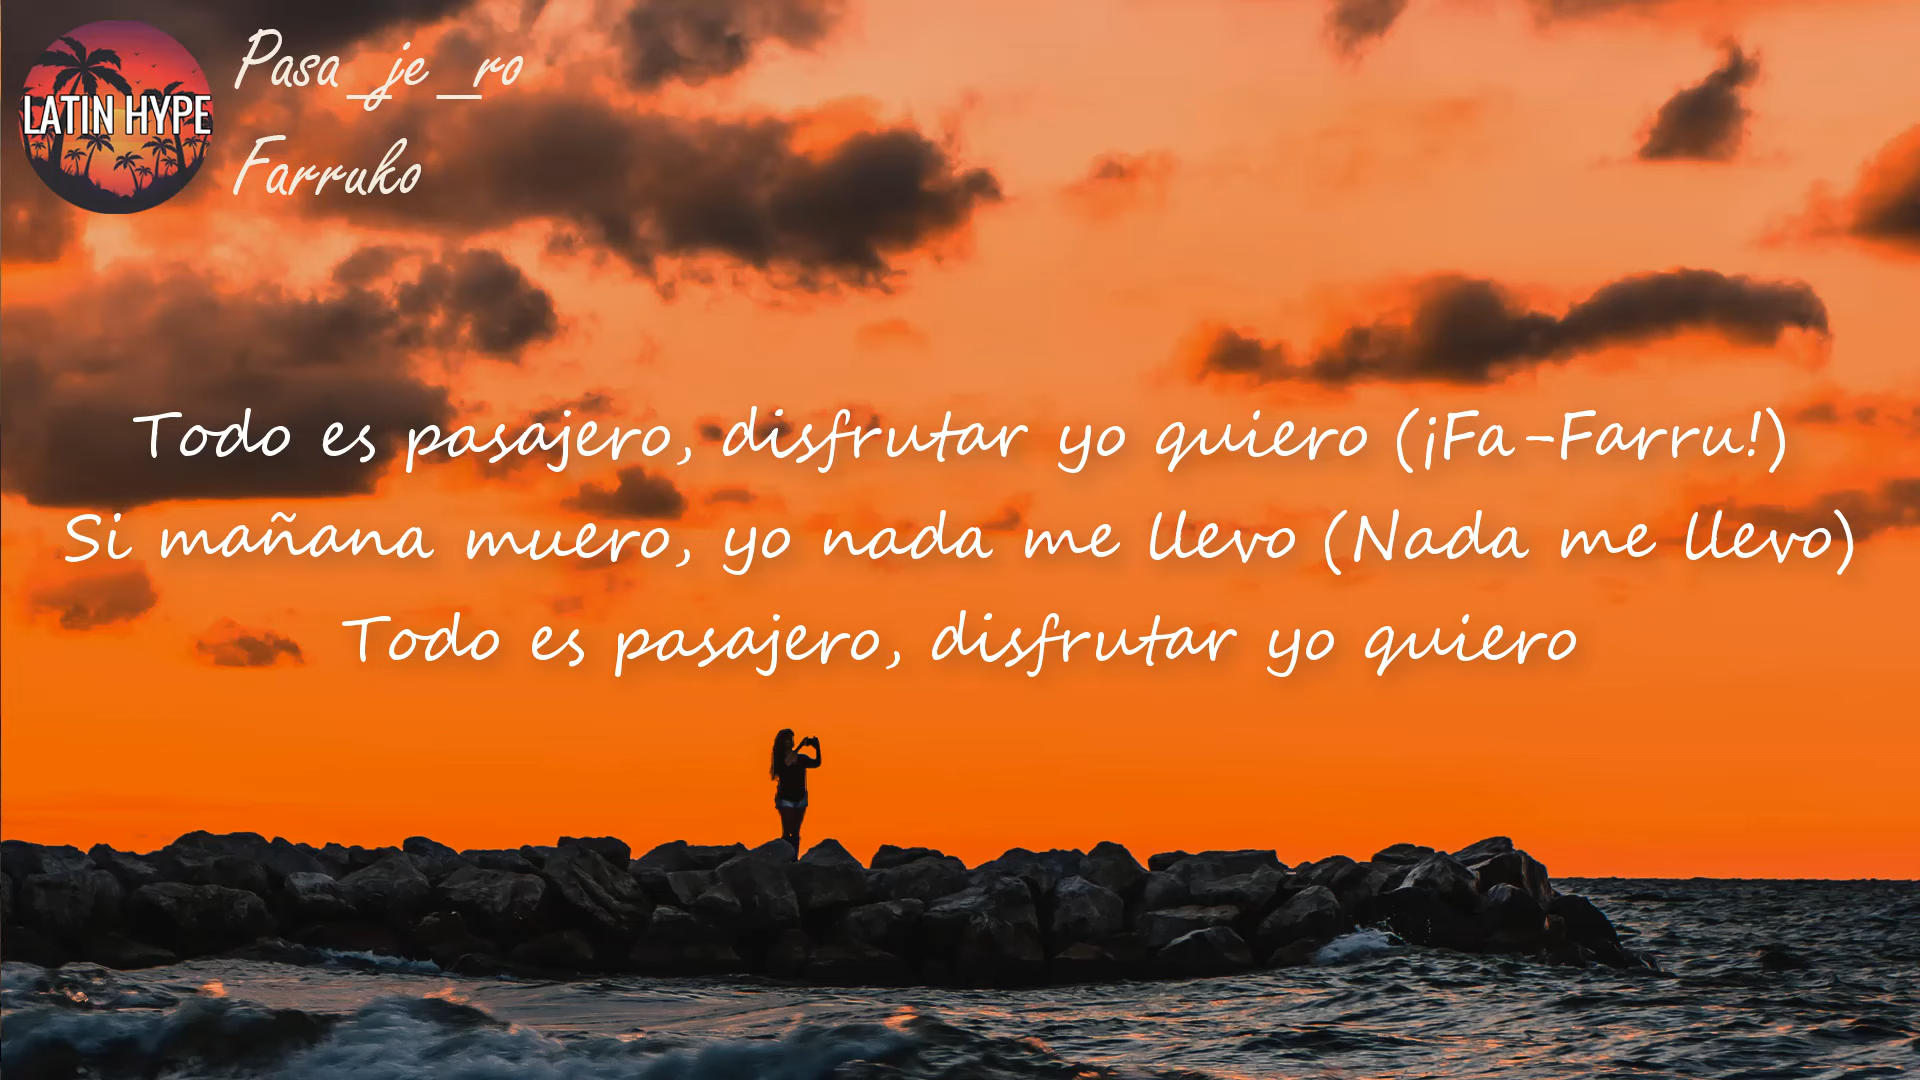 LATIN HYPE
Pasa_je_ro
Farruko
Todo es pasajero, disfrutar yo quiero (¡Fa-Farru!)
Si mañana muero, yo nada me llevo (Nada me llevo)
Todo es pasajero, disfrutar yo quiero